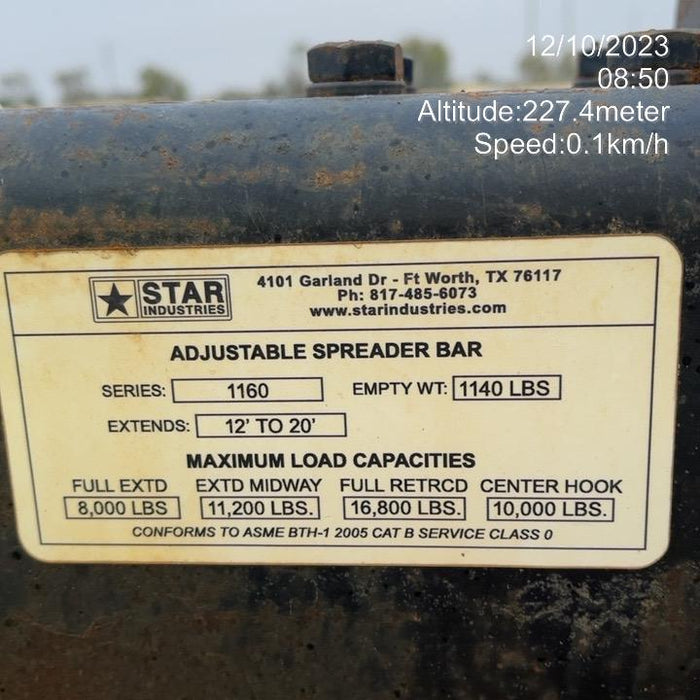 12/10/2023
08:50
Altitude:227.4meter
Speed:0.1km/h
STAR
INDUSTRIES
4101 Garland Dr - Ft Worth, TX 76117
Ph: 817-485-6073
www.starindustries.com
ADJUSTABLE SPREADER BAR
SERIES: 1160 EMPTY WT: 1140 LBS
EXTENDS: 12' TO 20'
MAXIMUM LOAD CAPACITIES
FULL EXTD EXTD MIDWAY FULL RETRCD CENTER HOOK
8,000 LBS 11,200 LBS. 16,800 LBS. 10,000 LBS.
CONFORMS TO ASME BTH-1 2005 CAT B SERVICE CLASS 0